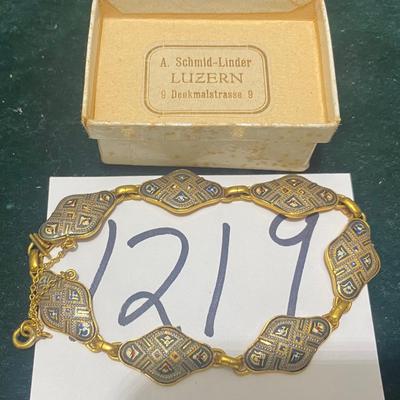 A. Schmid-Linder
LUZERN
9 Denkmalstrasse 9
1219